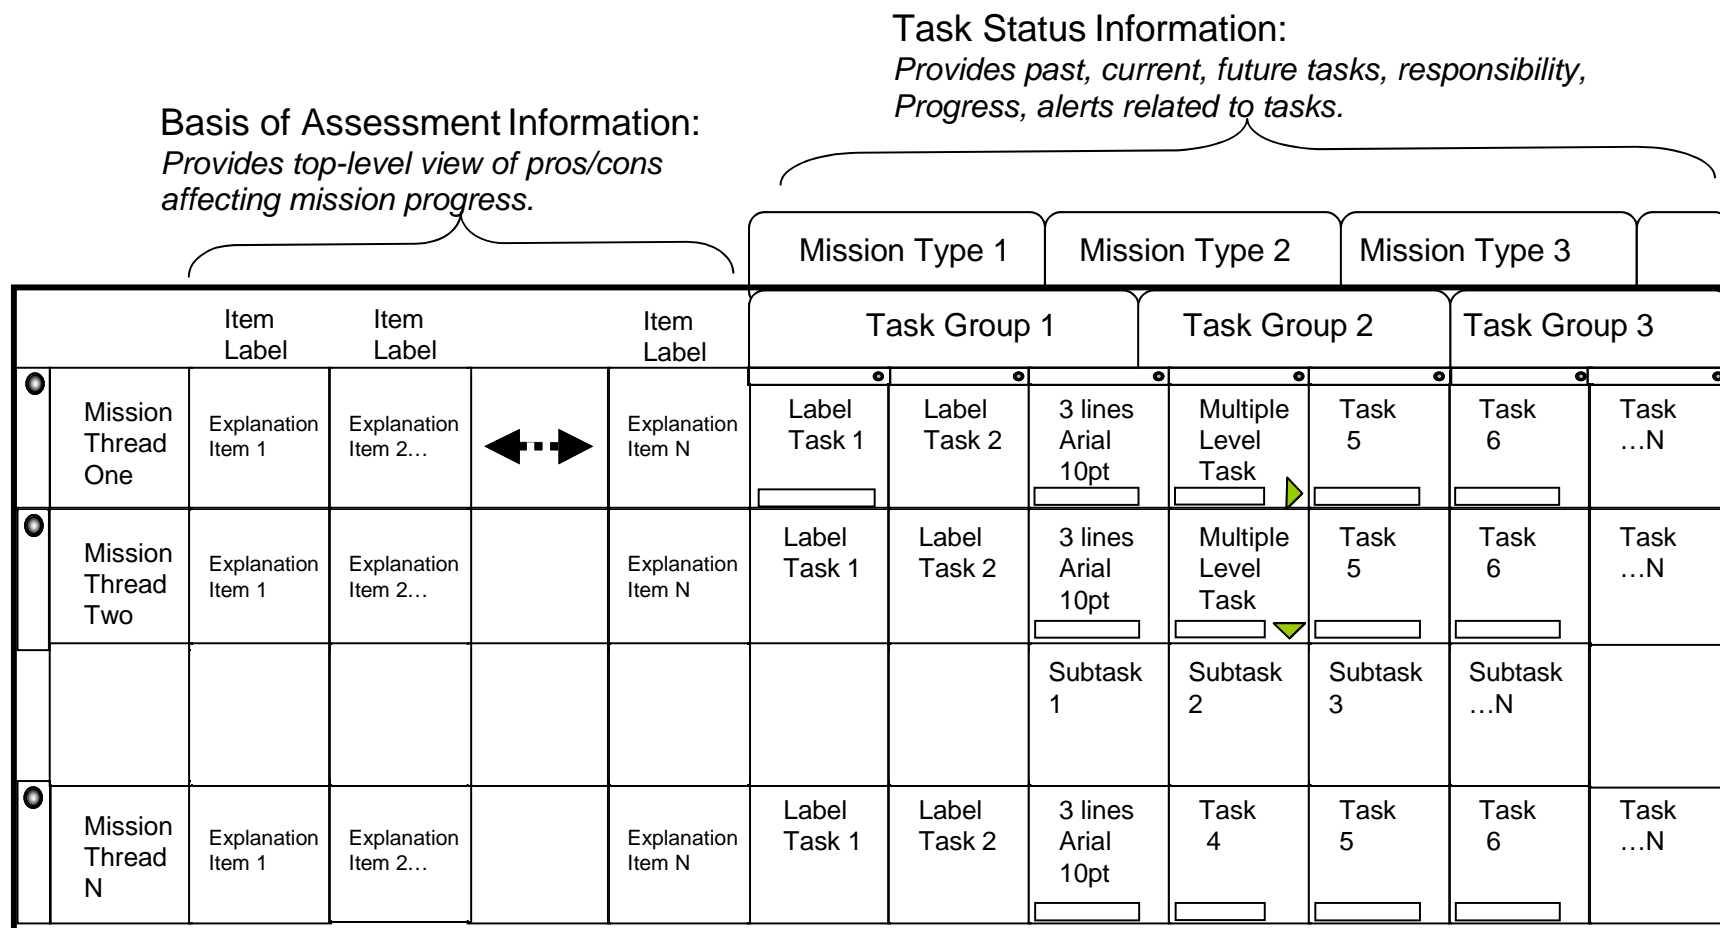 Task Status Information:
Provides past, current, future tasks, responsibility,
Progress, alerts related to tasks.
Basis of Assessment Information:
Provides top-level view of pros/cons
affecting mission progress.
Mission Type 1
Mission Type 2
Mission Type 3
Item
Label
Item
Label
Item
Label
Task Group 1
Task Group 2
Task Group 3
Mission
Thread
One
Explanation
Item 1
Explanation
Item 2…
Explanation
Item N
Label
Task 1
Label
Task 2
3 lines
Arial
10pt
Multiple
Level
Task
Task
5
Task
6
Task
…N
Mission
Thread
Two
Explanation
Item 1
Explanation
Item 2…
Explanation
Item N
Label
Task 1
Label
Task 2
3 lines
Arial
10pt
Multiple
Level
Task
Task
5
Task
6
Task
…N
Subtask
1
Subtask
2
Subtask
3
Subtask
…N
Mission
Thread
N
Explanation
Item 1
Explanation
Item 2…
Explanation
Item N
Label
Task 1
Label
Task 2
3 lines
Arial
10pt
Task
4
Task
5
Task
6
Task
…N